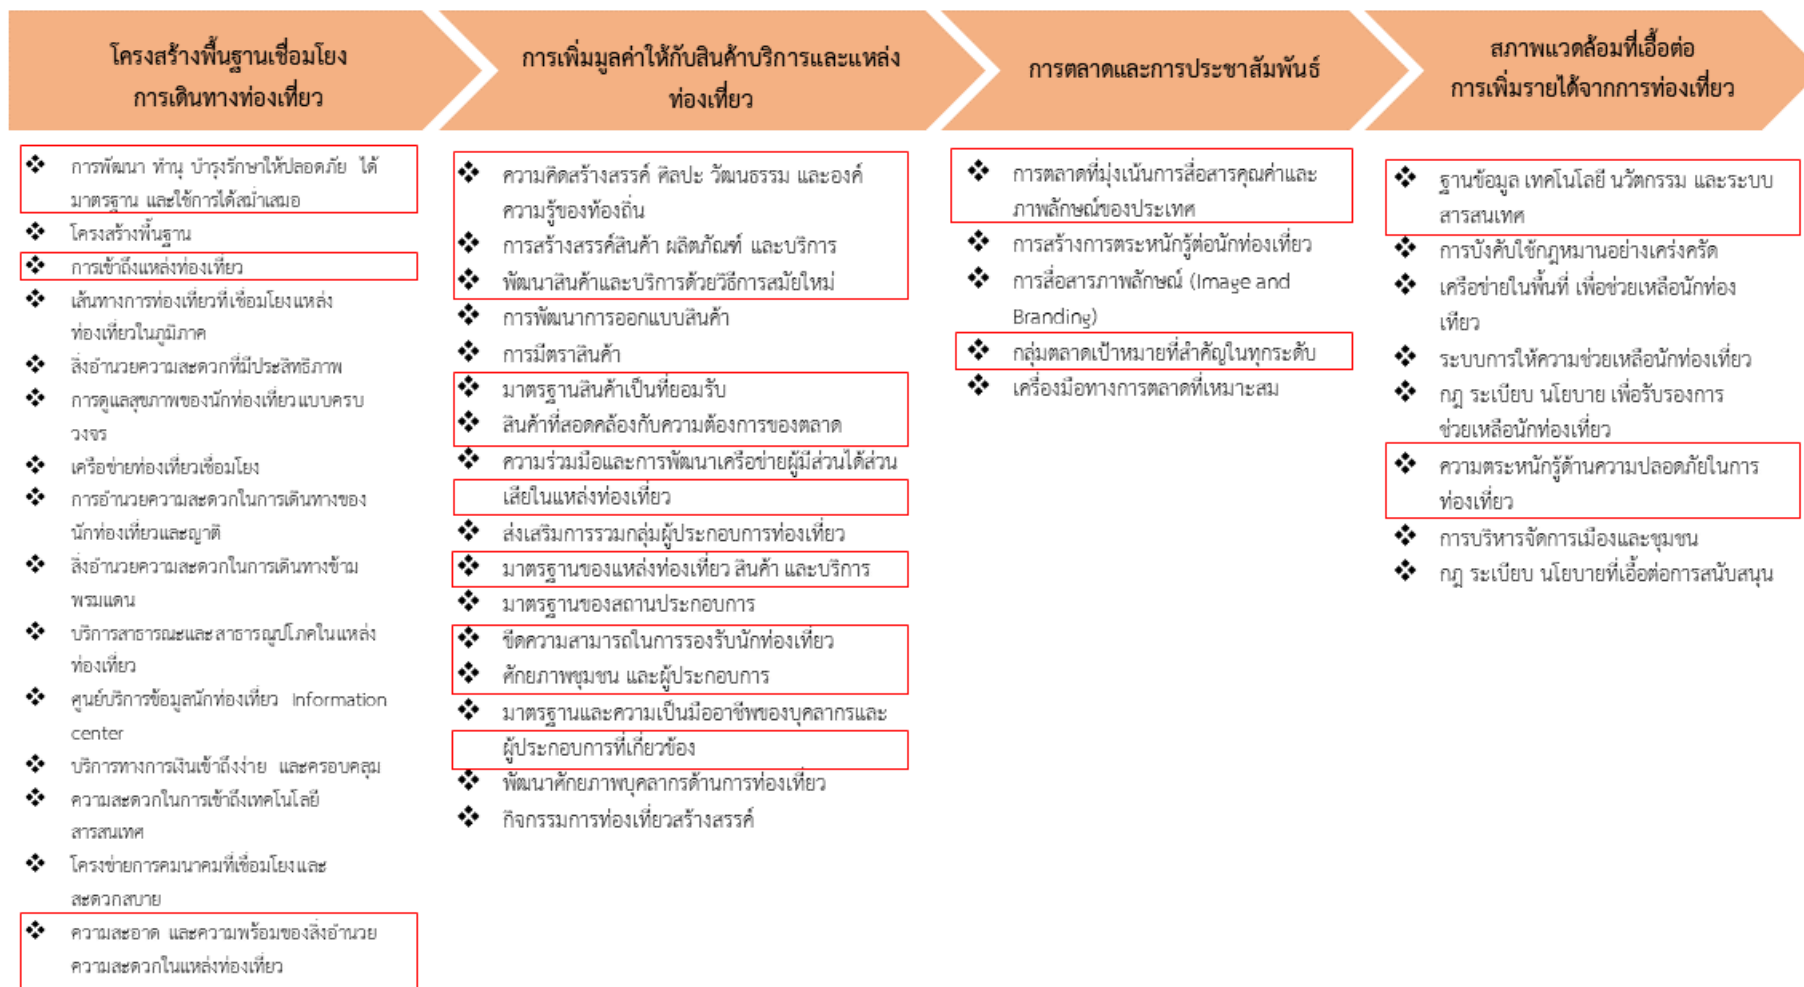 โครงสร้างพื้นฐานเชื่อมโยง
การเดินทางท่องเที่ยว
การเพิ่มมูลค่าให้กับสินค้าบริการและแหล่ง
ท่องเที่ยว
การตลาดและการประชาสัมพันธ์
สภาพแวดล้อมที่เอื้อต่อ
การเพิ่มรายได้จากการท่องเที่ยว
❖ การพัฒนา ทำนุ บำรุงรักษาให้ปลอดภัย ได้
มาตรฐาน และใช้การได้สม่ำเสมอ
❖ โครงสร้างพื้นฐาน
❖ การเข้าถึงแหล่งท่องเที่ยว
❖ เส้นทางการท่องเที่ยวที่เชื่อมโยงแหล่ง
ท่องเที่ยวในภูมิภาค
❖ สิ่งอำนวยความสะดวกที่มีประสิทธิภาพ
❖ การดูแลสุขภาพของนักท่องเที่ยวแบบครบ
วงจร
❖ เครือข่ายท่องเที่ยวเชื่อมโยง
❖ การอำนวยความสะดวกในการเดินทางของ
นักท่องเที่ยวและญาติ
❖ สิ่งอำนวยความสะดวกในการเดินทางข้าม
พรมแดน
❖ บริการสาธารณะและสาธารณูปโภคในแหล่ง
ท่องเที่ยว
❖ ศูนย์บริการข้อมูลนักท่องเที่ยว Information
center
❖ บริการทางการเงินเข้าถึงง่าย และครอบคลุม
❖ ความสะดวกในการเข้าถึงเทคโนโลยี
สารสนเทศ
❖ โครงข่ายการคมนาคมที่เชื่อมโยงและ
สะดวกสบาย
❖ ความสะอาด และความพร้อมของสิ่งอำนวย
ความสะดวกในแหล่งท่องเที่ยว
❖ ความคิดสร้างสรรค์ ศิลปะ วัฒนธรรม และองค์
ความรู้ของท้องถิ่น
❖ การสร้างสรรค์สินค้า ผลิตภัณฑ์ และบริการ
❖ พัฒนาสินค้าและบริการด้วยวิธีการสมัยใหม่
❖ การพัฒนาการออกแบบสินค้า
❖ การมีตราสินค้า
❖ มาตรฐานสินค้าเป็นที่ยอมรับ
❖ สินค้าที่สอดคล้องกับความต้องการของตลาด
❖ ความร่วมมือและการพัฒนาเครือข่ายผู้มีส่วนได้ส่วน
เสียในแหล่งท่องเที่ยว
❖ ส่งเสริมการรวมกลุ่มผู้ประกอบการท่องเที่ยว
❖ มาตรฐานของแหล่งท่องเที่ยว สินค้า และบริการ
❖ มาตรฐานของสถานประกอบการ
❖ ขีดความสามารถในการรองรับนักท่องเที่ยว
❖ ศักยภาพชุมชน และผู้ประกอบการ
❖ มาตรฐานและความเป็นมืออาชีพของบุคลากรและ
ผู้ประกอบการที่เกี่ยวข้อง
❖ พัฒนาศักยภาพบุคลากรด้านการท่องเที่ยว
❖ กิจกรรมการท่องเที่ยวสร้างสรรค์
❖ การตลาดที่มุ่งเน้นการสื่อสารคุณค่าและ
ภาพลักษณ์ของประเทศ
❖ การสร้างการตระหนักรู้ต่อนักท่องเที่ยว
❖ การสื่อสารภาพลักษณ์ (Image and
Branding)
❖ กลุ่มตลาดเป้าหมายที่สำคัญในทุกระดับ
❖ เครื่องมือทางการตลาดที่เหมาะสม
❖ ฐานข้อมูล เทคโนโลยี นวัตกรรม และระบบ
สารสนเทศ
❖ การบังคับใช้กฎหมานอย่างเคร่งครัด
❖ เครือข่ายในพื้นที่ เพื่อช่วยเหลือนักท่อง
เทียว
❖ ระบบการให้ความช่วยเหลือนักท่องเที่ยว
❖ กฎ ระเบียบ นโยบาย เพื่อรับรองการ
ช่วยเหลือนักท่องเที่ยว
❖ ความตระหนักรู้ด้านความปลอดภัยในการ
ท่องเที่ยว
❖ การบริหารจัดการเมืองและชุมชน
❖ กฎ ระเบียบ นโยบายที่เอื้อต่อการสนับสนุน